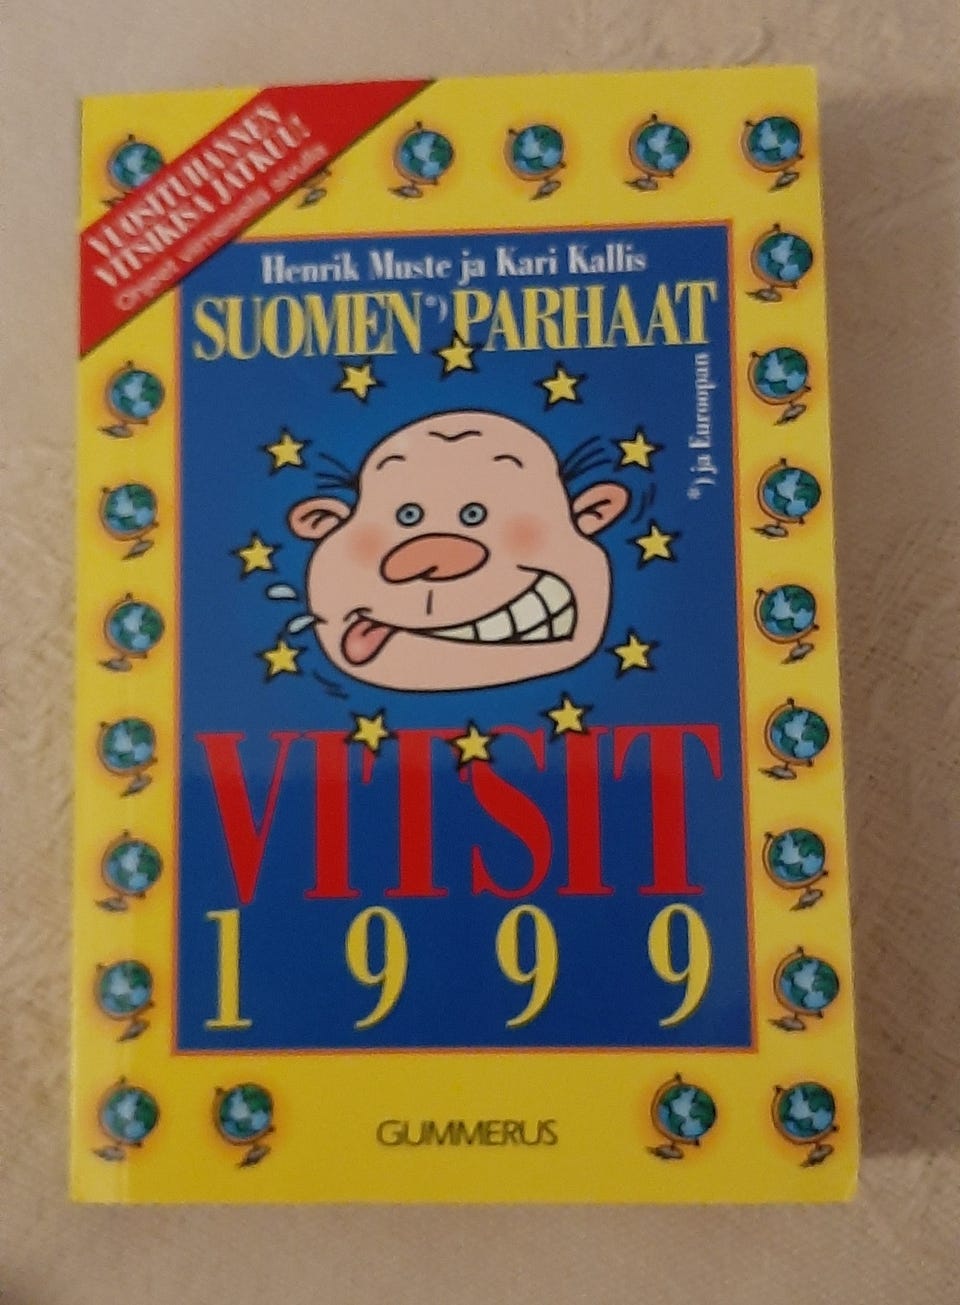 VUOSITUHANNEN
VITSIKISA JATKUU!
Henrik Muste ja Kari Kallis
SUOMEN*) PARHAAT
*) ja Euroopan
VITSIT
1999
GUMMERUS